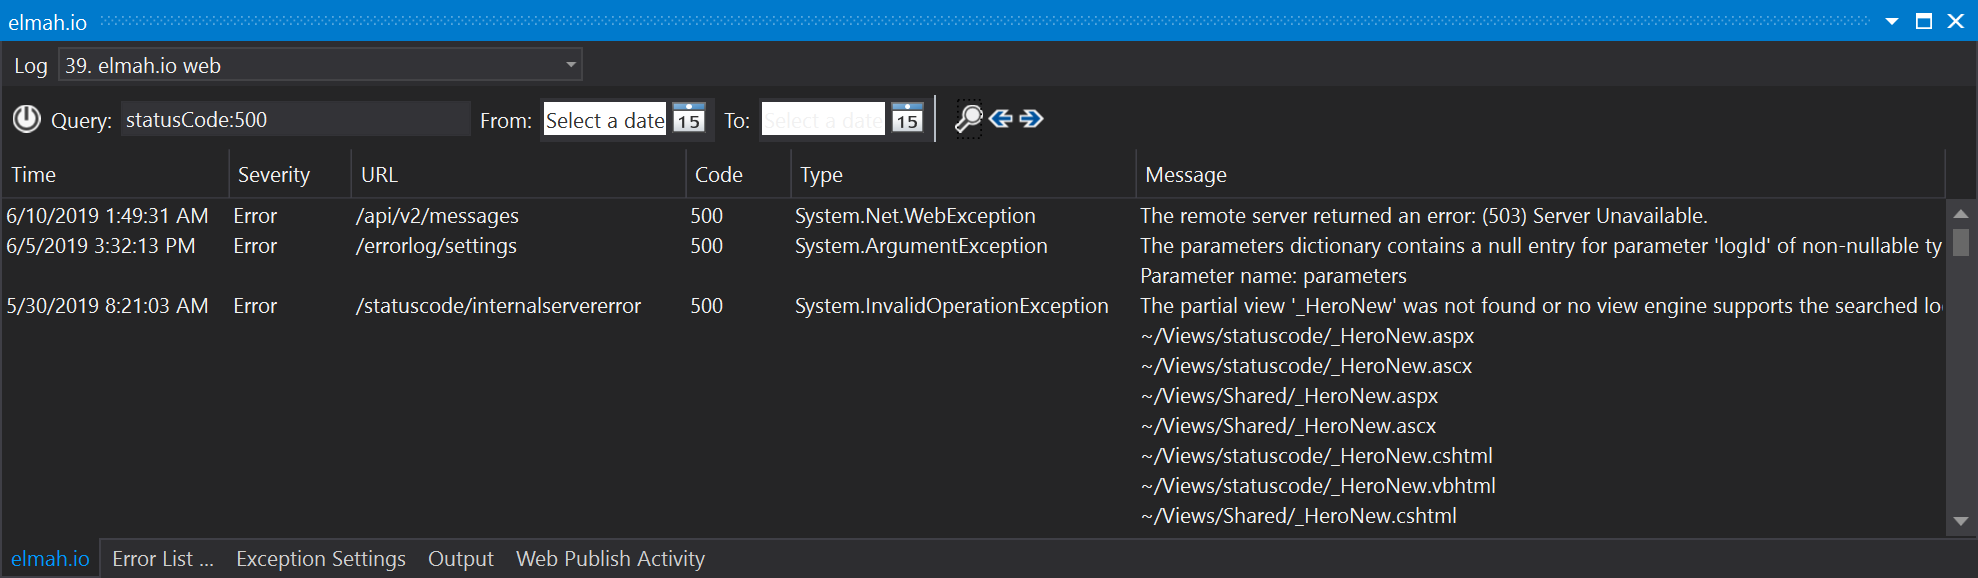 elmah.io
Log 39. elmah.io web
Query: statusCode:500 From: Select a date 15 To: Select a date 15
Time Severity URL Code Type Message
6/10/2019 1:49:31 AM Error /api/v2/messages 500 System.Net.WebException The remote server returned an error: (503) Server Unavailable.
6/5/2019 3:32:13 PM Error /errorlog/settings 500 System.ArgumentException The parameters dictionary contains a null entry for parameter 'logId' of non-nullable ty
Parameter name: parameters
5/30/2019 8:21:03 AM Error /statuscode/internalservererror 500 System.InvalidOperationException The partial view '_HeroNew' was not found or no view engine supports the searched lo
~/Views/statuscode/_HeroNew.aspx
~/Views/statuscode/_HeroNew.ascx
~/Views/Shared/_HeroNew.aspx
~/Views/Shared/_HeroNew.ascx
~/Views/statuscode/_HeroNew.cshtml
~/Views/statuscode/_HeroNew.vbhtml
~/Views/Shared/_HeroNew.cshtml
elmah.io Error List ... Exception Settings Output Web Publish Activity